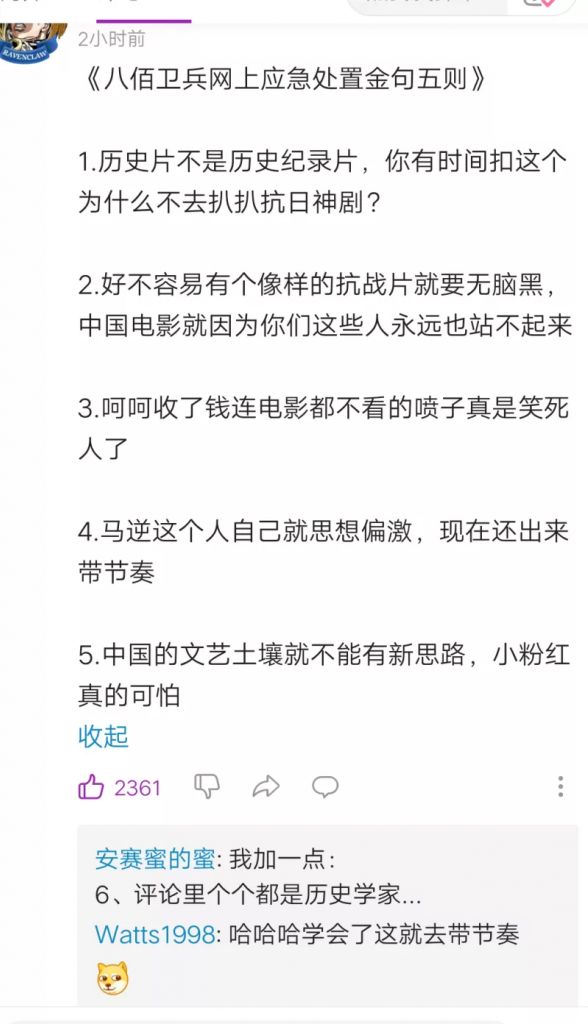 RAVENCLAW
2小时前
《八佰卫兵网上应急处置金句五则》
1.历史片不是历史纪录片，你有时间扣这个
为什么不去扒扒抗日神剧？
2.好不容易有个像样的抗战片就要无脑黑，
中国电影就因为你们这些人永远也站不起来
3.呵呵收了钱连电影都不看的喷子真是笑死
人了
4.马逆这个人自己就思想偏激，现在还出来
带节奏
5.中国的文艺土壤就不能有新思路，小粉红
真的可怕
收起
2361
安赛蜜的蜜: 我加一点：
6、评论里个个都是历史学家...
Watts1998: 哈哈哈学会了这就去带节奏